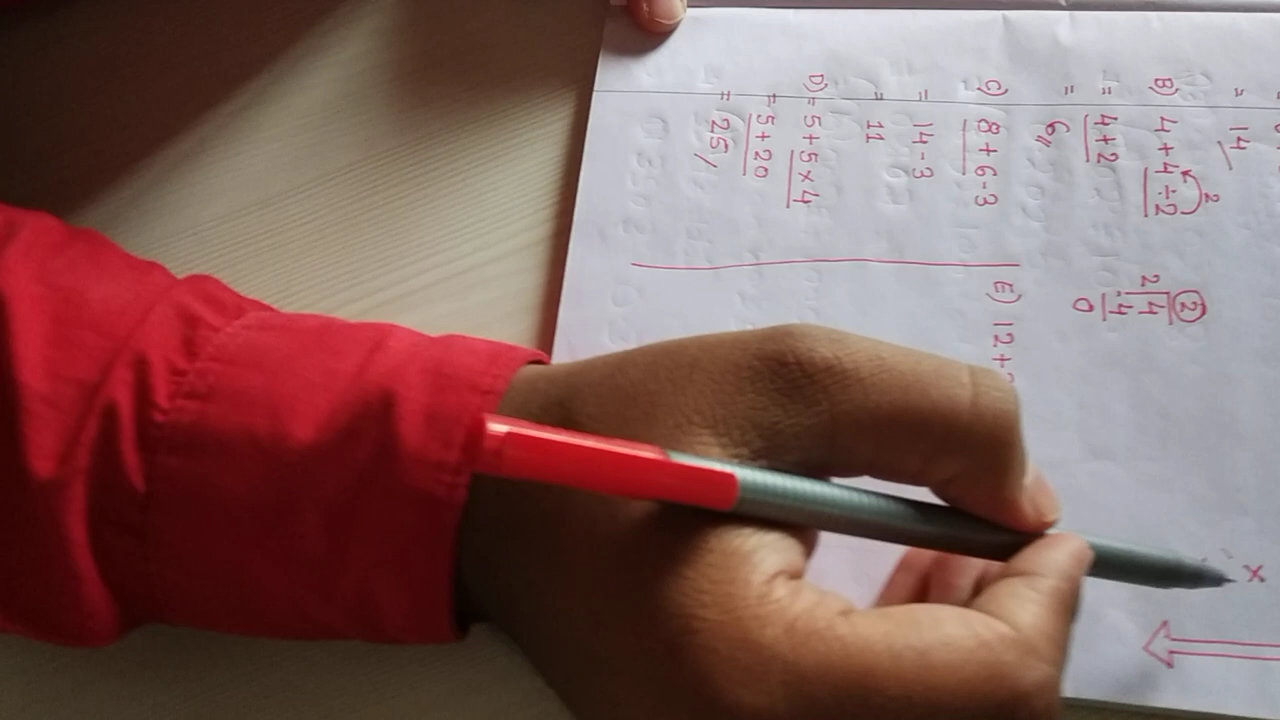 = 14
B) 4 + 4 ÷ 2
2
= 4 + 2
= 6
2
2 4
-4
0
C) 8 + 6 - 3
= 14 - 3
= 11
D) = 5 + 5 × 4
= 5 + 20
= 25
E) 12 +
×